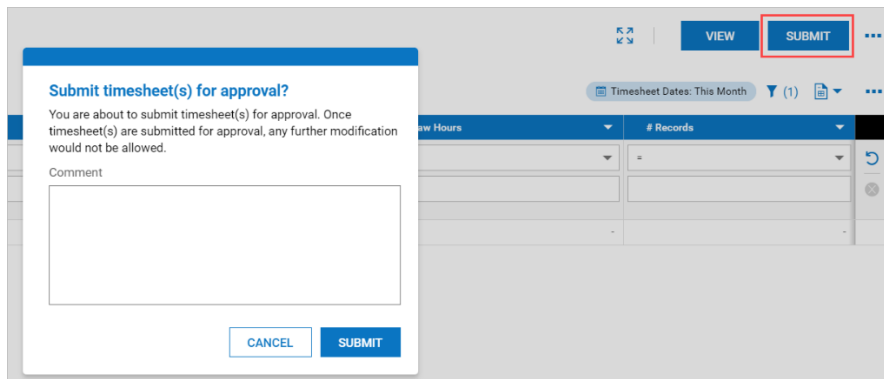 VIEW
SUBMIT
Submit timesheet(s) for approval?
Timesheet Dates: This Month
(1)
You are about to submit timesheet(s) for approval. Once
timesheet(s) are submitted for approval, any further modification
would not be allowed.
Hours
# Records
=
Comment
-
-
CANCEL
SUBMIT